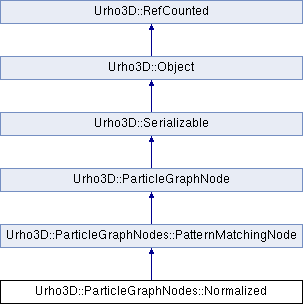 Urho3D::RefCounted
Urho3D::Object
Urho3D::Serializable
Urho3D::ParticleGraphNode
Urho3D::ParticleGraphNodes::PatternMatchingNode
Urho3D::ParticleGraphNodes::Normalized